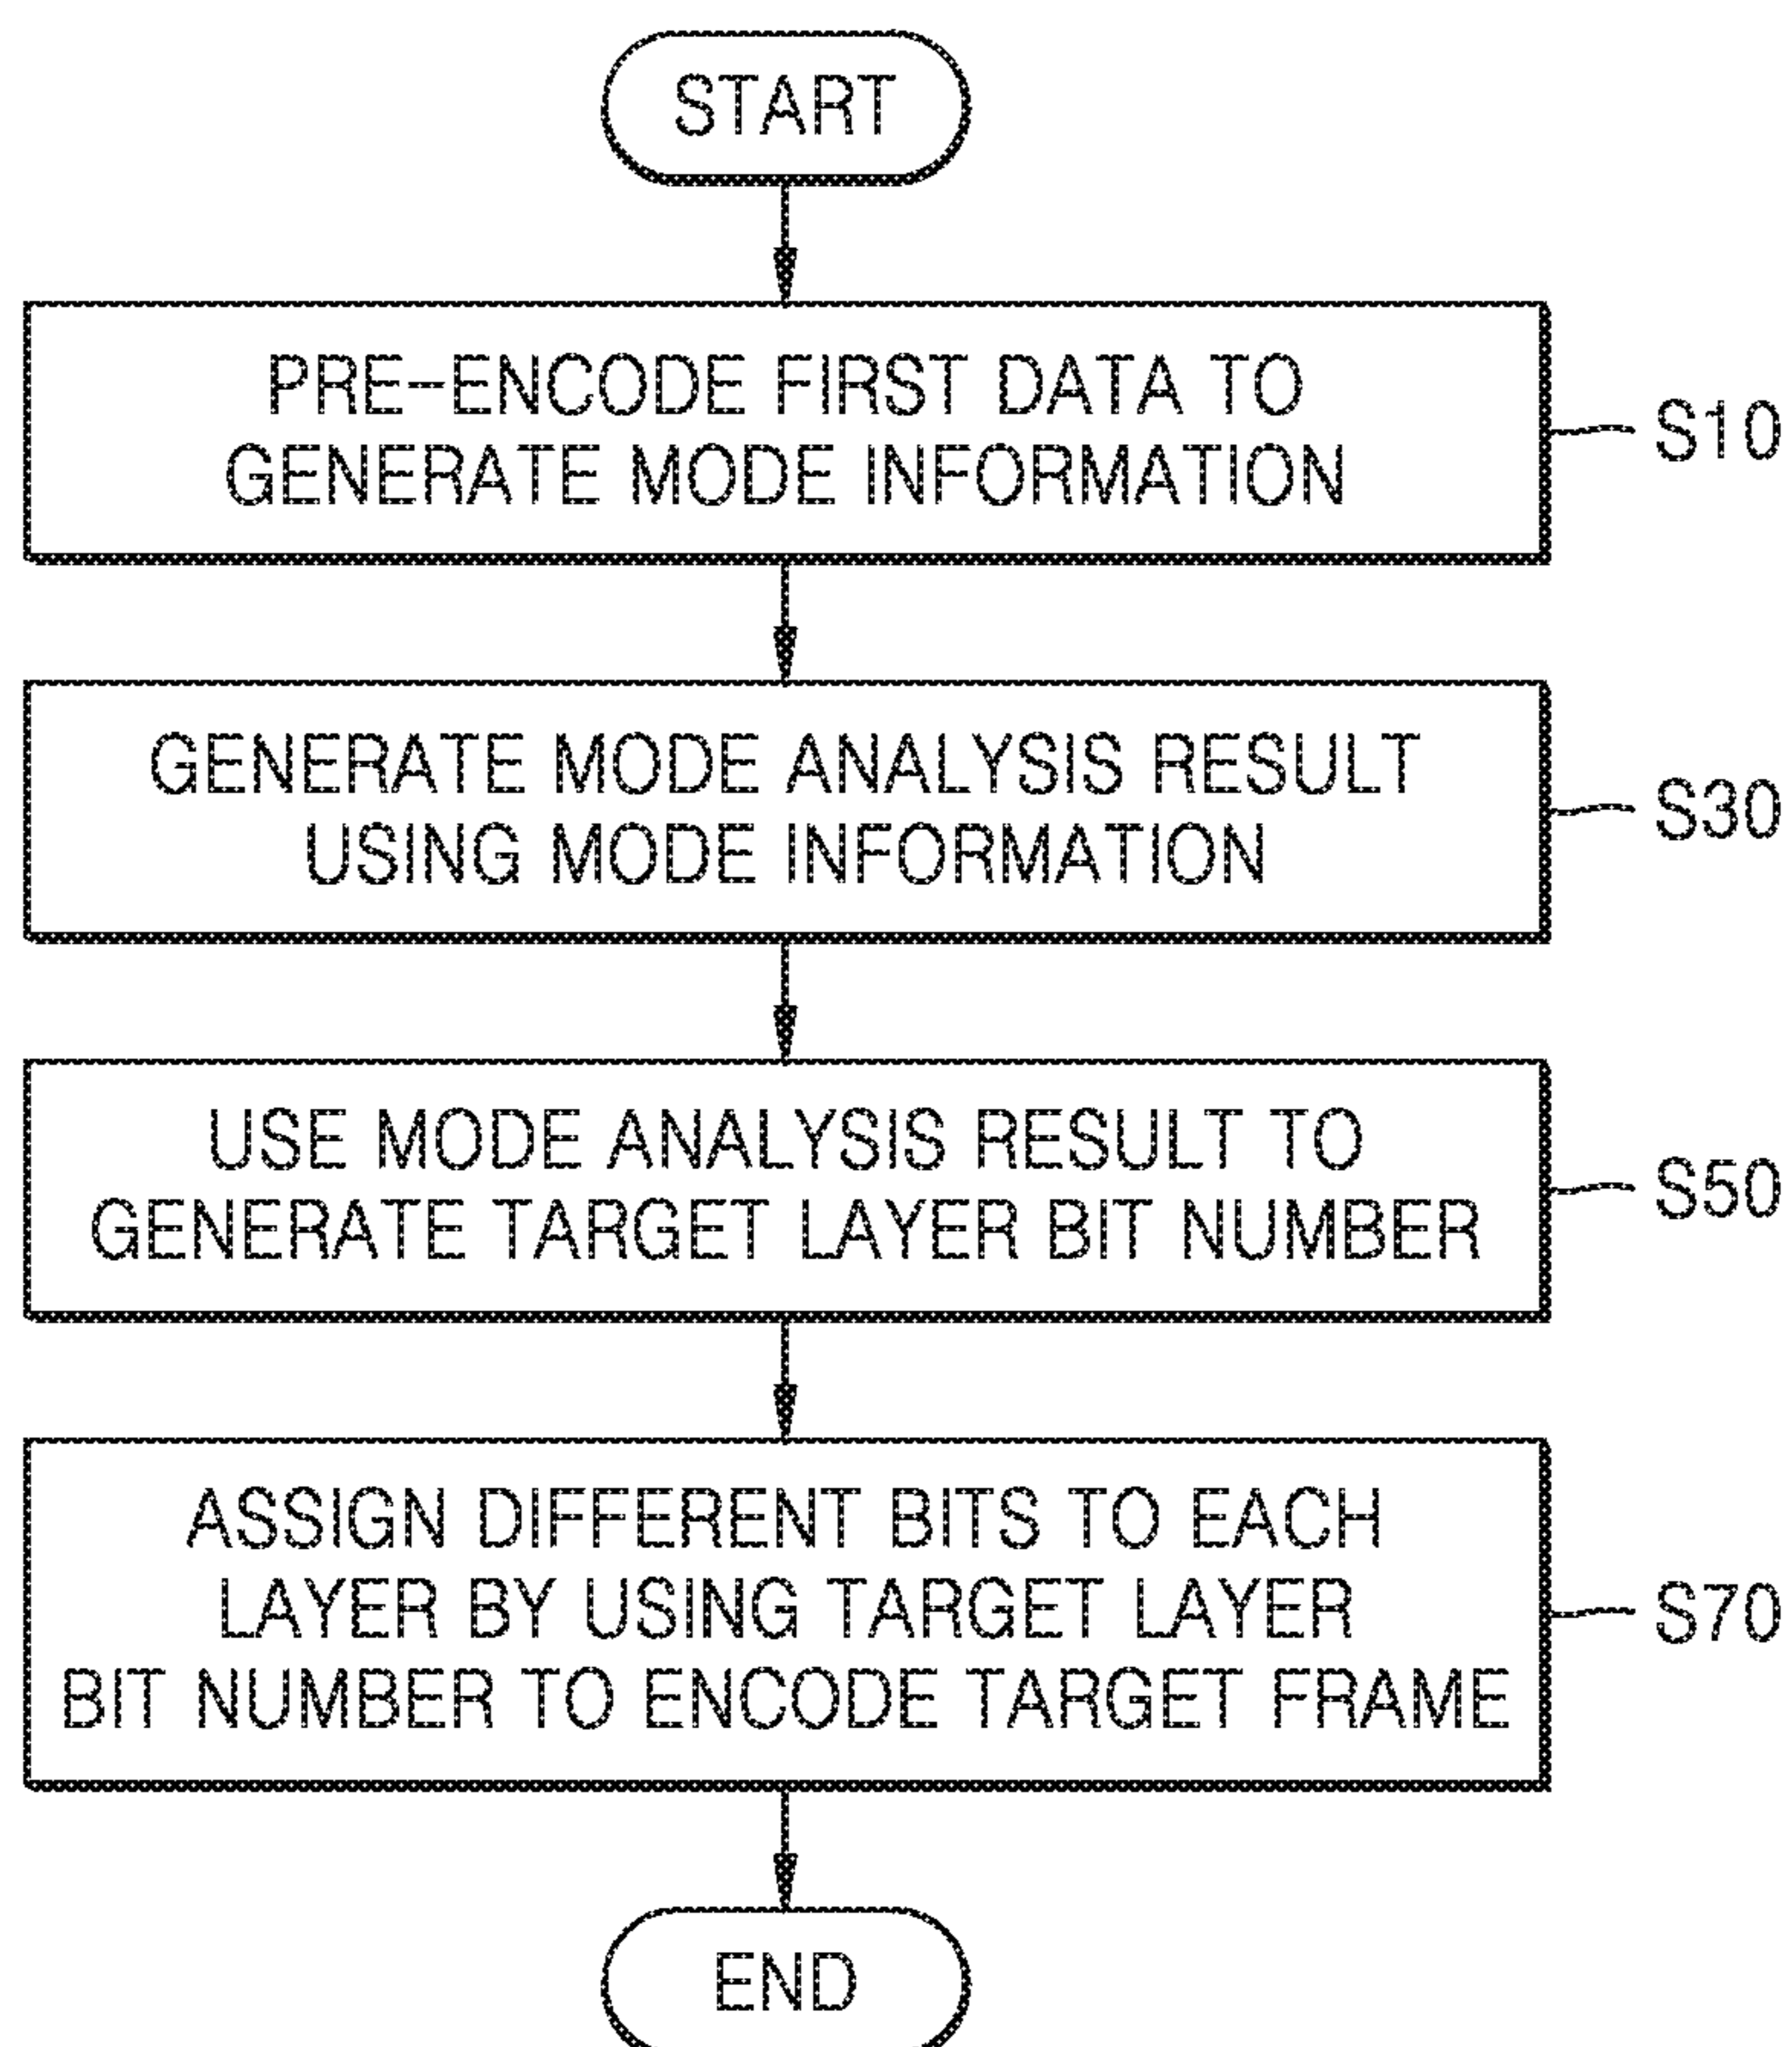 START
PRE-ENCODE FIRST DATA TO
GENERATE MODE INFORMATION
S10
GENERATE MODE ANALYSIS RESULT
USING MODE INFORMATION
S30
USE MODE ANALYSIS RESULT TO
GENERATE TARGET LAYER BIT NUMBER
S50
ASSIGN DIFFERENT BITS TO EACH
LAYER BY USING TARGET LAYER
BIT NUMBER TO ENCODE TARGET FRAME
S70
END